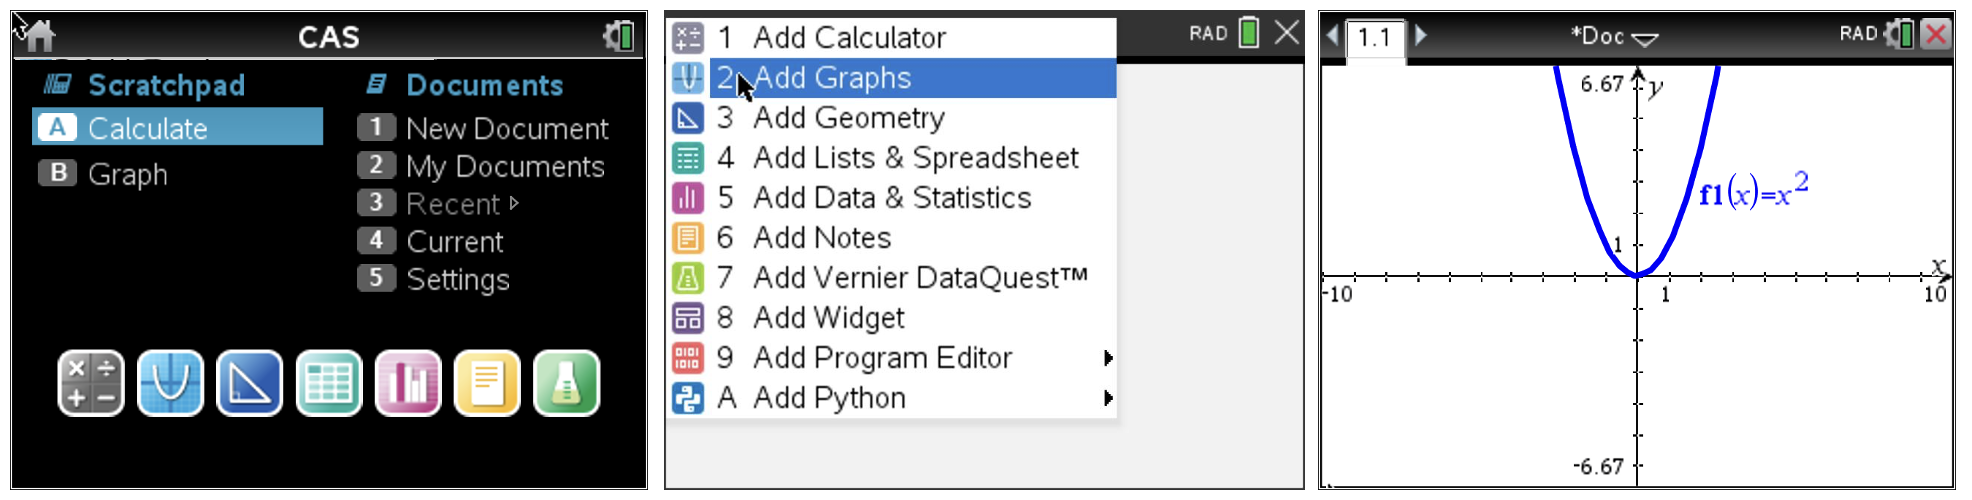 CAS
Scratchpad
A Calculate
B Graph
Documents
1 New Document
2 My Documents
3 Recent
4 Current
5 Settings
RAD
1 Add Calculator
2 Add Graphs
3 Add Geometry
4 Add Lists & Spreadsheet
5 Add Data & Statistics
6 Add Notes
7 Add Vernier DataQuest™
8 Add Widget
9 Add Program Editor
A Add Python
1.1 *Doc RAD
6.67 y
f1(x)=x²
1
x
-10 1 10
-6.67